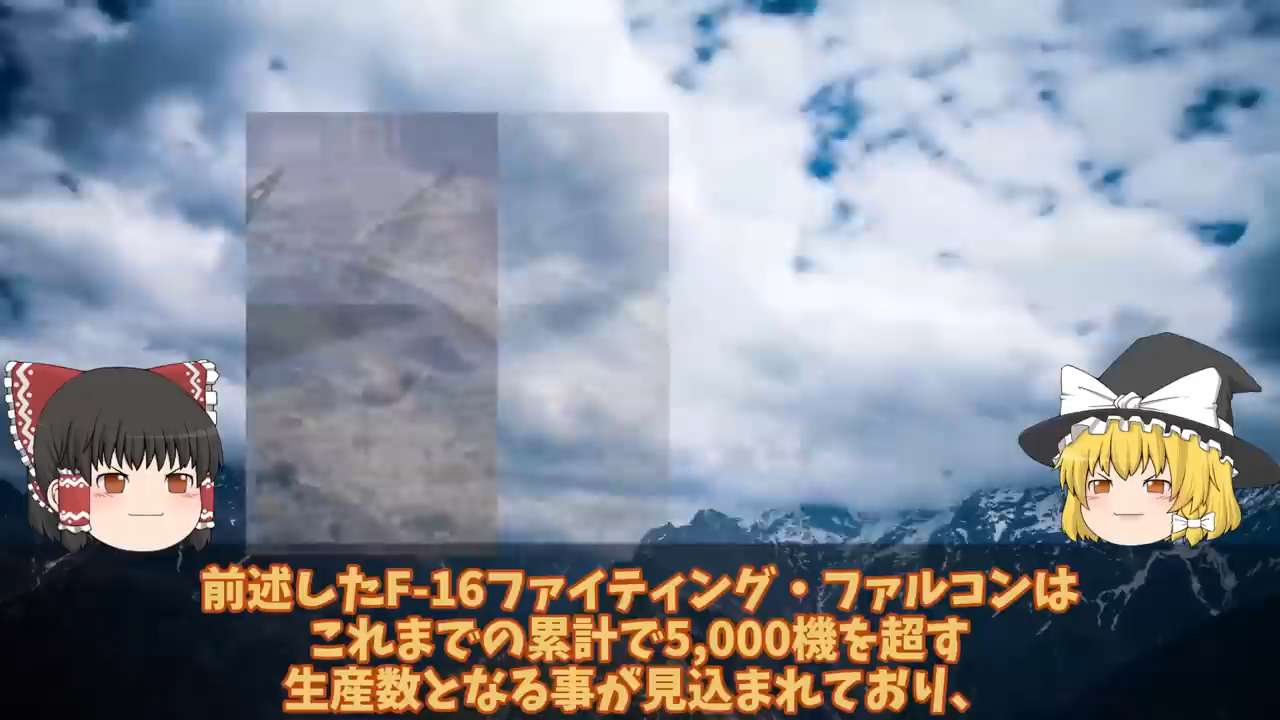 前述したF-16ファイティング・ファルコンは
これまでの累計で5,000機を超す
生産数となる事が見込まれており、